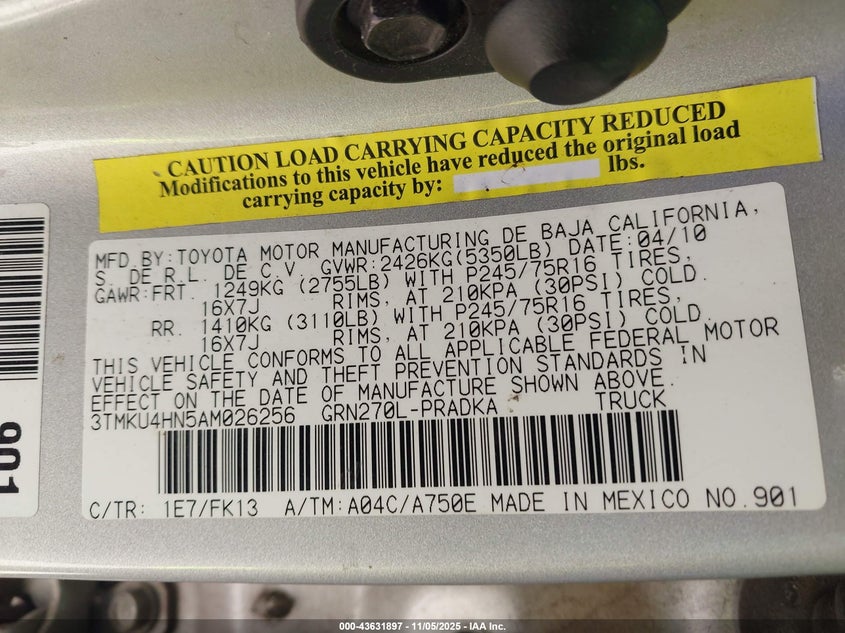 CAUTION LOAD CARRYING CAPACITY REDUCED
Modifications to this vehicle have reduced the original load
carrying capacity by: lbs.
MFD BY: TOYOTA MOTOR MANUFACTURING DE BAJA CALIFORNIA,
S. DE R.L. DE C.V. GVWR:2426KG(5350LB) DATE:04/10
GAWR:FRT. 1249KG (2755LB) WITH P245/75R16 TIRES,
16X7J RIMS, AT 210KPA (30PSI) COLD.
RR. 1410KG (3110LB) WITH P245/75R16 TIRES,
16X7J RIMS, AT 210KPA (30PSI) COLD.
THIS VEHICLE CONFORMS TO ALL APPLICABLE FEDERAL MOTOR
VEHICLE SAFETY AND THEFT PREVENTION STANDARDS IN
EFFECT ON THE DATE OF MANUFACTURE SHOWN ABOVE.
3TMKU4HN5AM026256 GRN270L-PRADKA TRUCK
C/TR: 1E7/FK13 A/TM:A04C/A750E MADE IN MEXICO NO.901
901
000-43631897 - 11/05/2025 - IAA Inc.